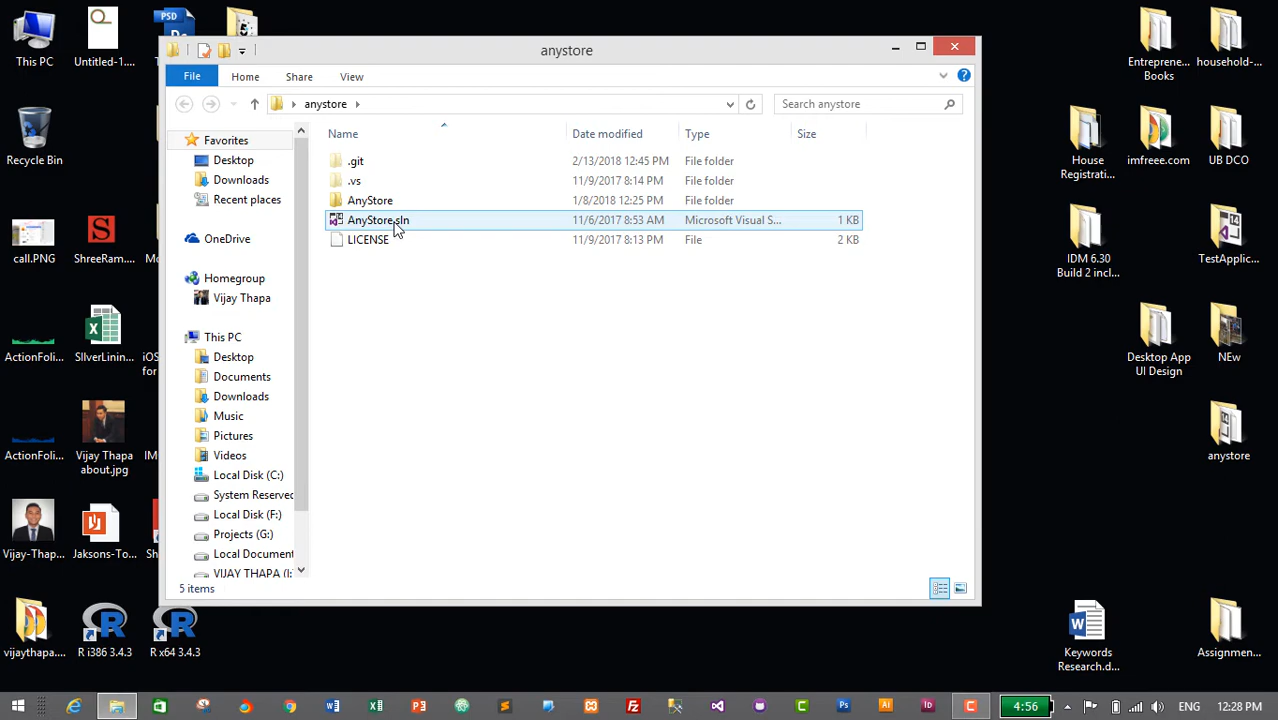 This PC
Untitled-1....
PSD
anystore
File
Home
Share
View
anystore
Search anystore
Name
Date modified
Type
Size
Favorites
Desktop
Downloads
Recent places
OneDrive
Homegroup
Vijay Thapa
This PC
Desktop
Documents
Downloads
Music
Pictures
Videos
Local Disk (C:)
System Reserved
Local Disk (F:)
Projects (G:)
Local Document
VIJAY THAPA (I:
.git
2/13/2018 12:45 PM
File folder
.vs
11/9/2017 8:14 PM
File folder
AnyStore
1/8/2018 12:25 PM
File folder
AnyStore.sln
11/6/2017 8:53 AM
Microsoft Visual S...
1 KB
LICENSE
11/9/2017 8:13 PM
File
2 KB
5 items
Recycle Bin
call.PNG
ShreeRam....
ActionFoli...
SIlverLinin...
ActionFoli...
Vijay Thapa
about.jpg
Vijay-Thap...
Jaksons-To...
vijaythapa....
R i386 3.4.3
R x64 3.4.3
Entreprene...
Books
household-...
House
Registrati...
imfreee.com
UB DCO
IDM 6.30
Build 2 incl...
TestApplic...
Desktop App
UI Design
NEw
anystore
Keywords
Research.d...
Assignmen...
4:56
ENG
12:28 PM